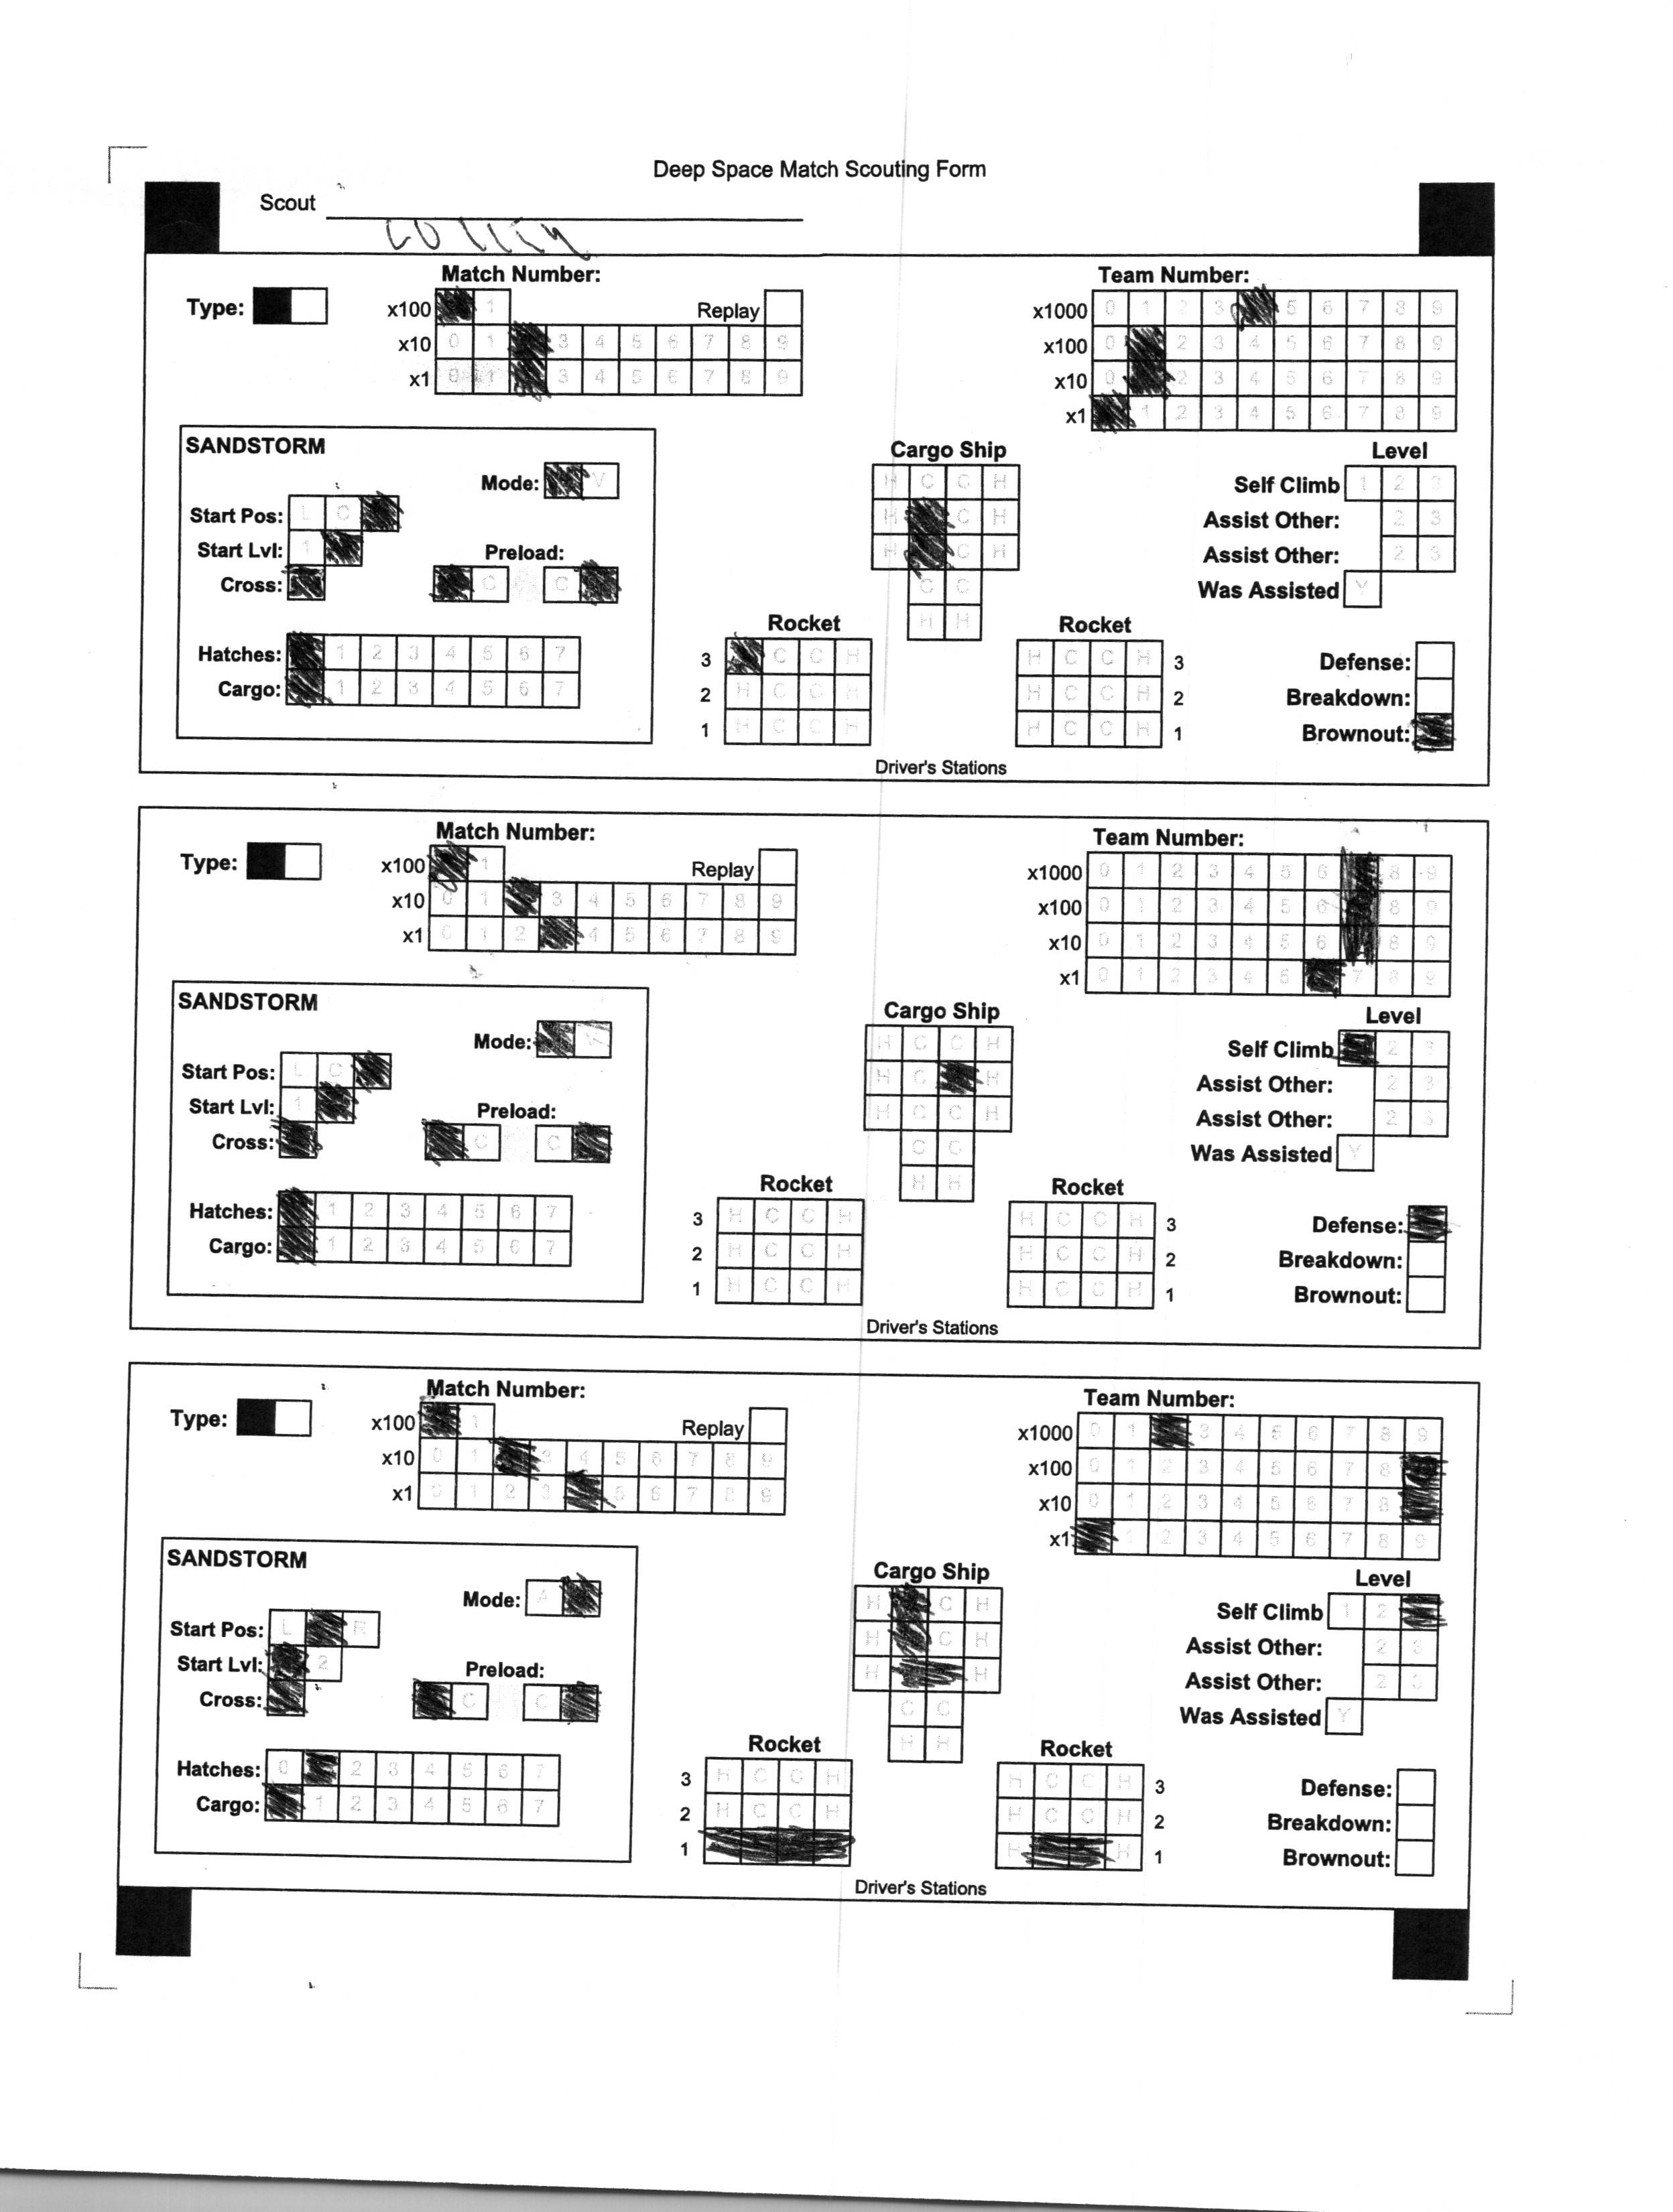 Deep Space Match Scouting Form
Scout
Match Number:
Team Number:
Type:
x100 1
Replay
x10 0 1 3 4 5 6 7 8 9
x1 0 1 3 4 5 6 7 8 9
x1000 0 1 2 3 5 6 7 8 9
x100 0 2 3 4 5 6 7 8 9
x10 0 2 3 4 5 6 7 8 9
x1 1 2 3 4 5 6 7 8 9
SANDSTORM
Mode: V
Start Pos: L C
Start Lvl: 1
Cross:
Preload:
C C
Hatches: 1 2 3 4 5 6 7
Cargo: 1 2 3 4 5 6 7
Cargo Ship
H C C H
H C H
H C H
C C
H H
Rocket
3 C C H
2 H C C H
1 H C C H
Rocket
H C C H 3
H C C H 2
H C C H 1
Level
Self Climb 1 2 3
Assist Other: 2 3
Assist Other: 2 3
Was Assisted Y
Defense:
Breakdown:
Brownout:
Driver's Stations
Match Number:
Team Number:
Type:
x100 1
Replay
x10 0 1 3 4 5 6 7 8 9
x1 0 1 2 4 5 6 7 8 9
x1000 0 1 2 3 4 5 6 8 9
x100 0 1 2 3 4 5 6 8 9
x10 0 1 2 3 4 5 6 8 9
x1 0 1 2 3 4 5 7 8 9
SANDSTORM
Mode: V
Start Pos: L C
Start Lvl: 1
Cross:
Preload:
C C
Hatches: 1 2 3 4 5 6 7
Cargo: 1 2 3 4 5 6 7
Cargo Ship
H C C H
H C H
H C C H
C C
H H
Rocket
3 H C C H
2 H C C H
1 H C C H
Rocket
H C C H 3
H C C H 2
H C C H 1
Level
Self Climb 2 3
Assist Other: 2 3
Assist Other: 2 3
Was Assisted Y
Defense:
Breakdown:
Brownout:
Driver's Stations
Match Number:
Team Number:
Type:
x100 1
Replay
x10 0 1 3 4 5 6 7 8 9
x1 0 1 2 3 5 6 7 8 9
x1000 0 1 3 4 5 6 7 8 9
x100 0 1 2 3 4 5 6 7 8
x10 0 1 2 3 4 5 6 7 8
x1 1 2 3 4 5 6 7 8 9
SANDSTORM
Mode: A
Start Pos: L R
Start Lvl: 2
Cross:
Preload:
C C
Hatches: 0 2 3 4 5 6 7
Cargo: 1 2 3 4 5 6 7
Cargo Ship
H C H
H C H
H H
C C
H H
Rocket
3 H C C H
2 H C C H
1
Rocket
H C C H 3
H C C H 2
H H 1
Level
Self Climb 1 2
Assist Other: 2 3
Assist Other: 2 3
Was Assisted Y
Defense:
Breakdown:
Brownout:
Driver's Stations